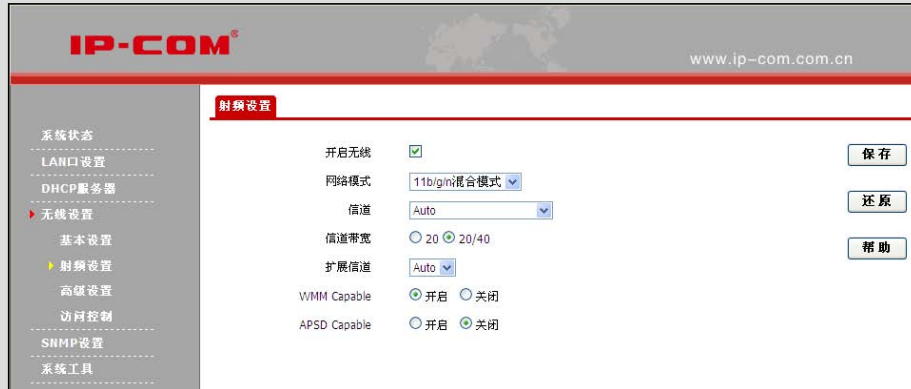 IP-COM®
www.ip-com.com.cn
射频设置
系统状态
LAN口设置
DHCP服务器
无线设置
基本设置
射频设置
高级设置
访问控制
SNMP设置
系统工具
开启无线
网络模式 11b/g/n混合模式
信道 Auto
信道带宽 20 20/40
扩展信道 Auto
WMM Capable 开启 关闭
APSD Capable 开启 关闭
保存
还原
帮助